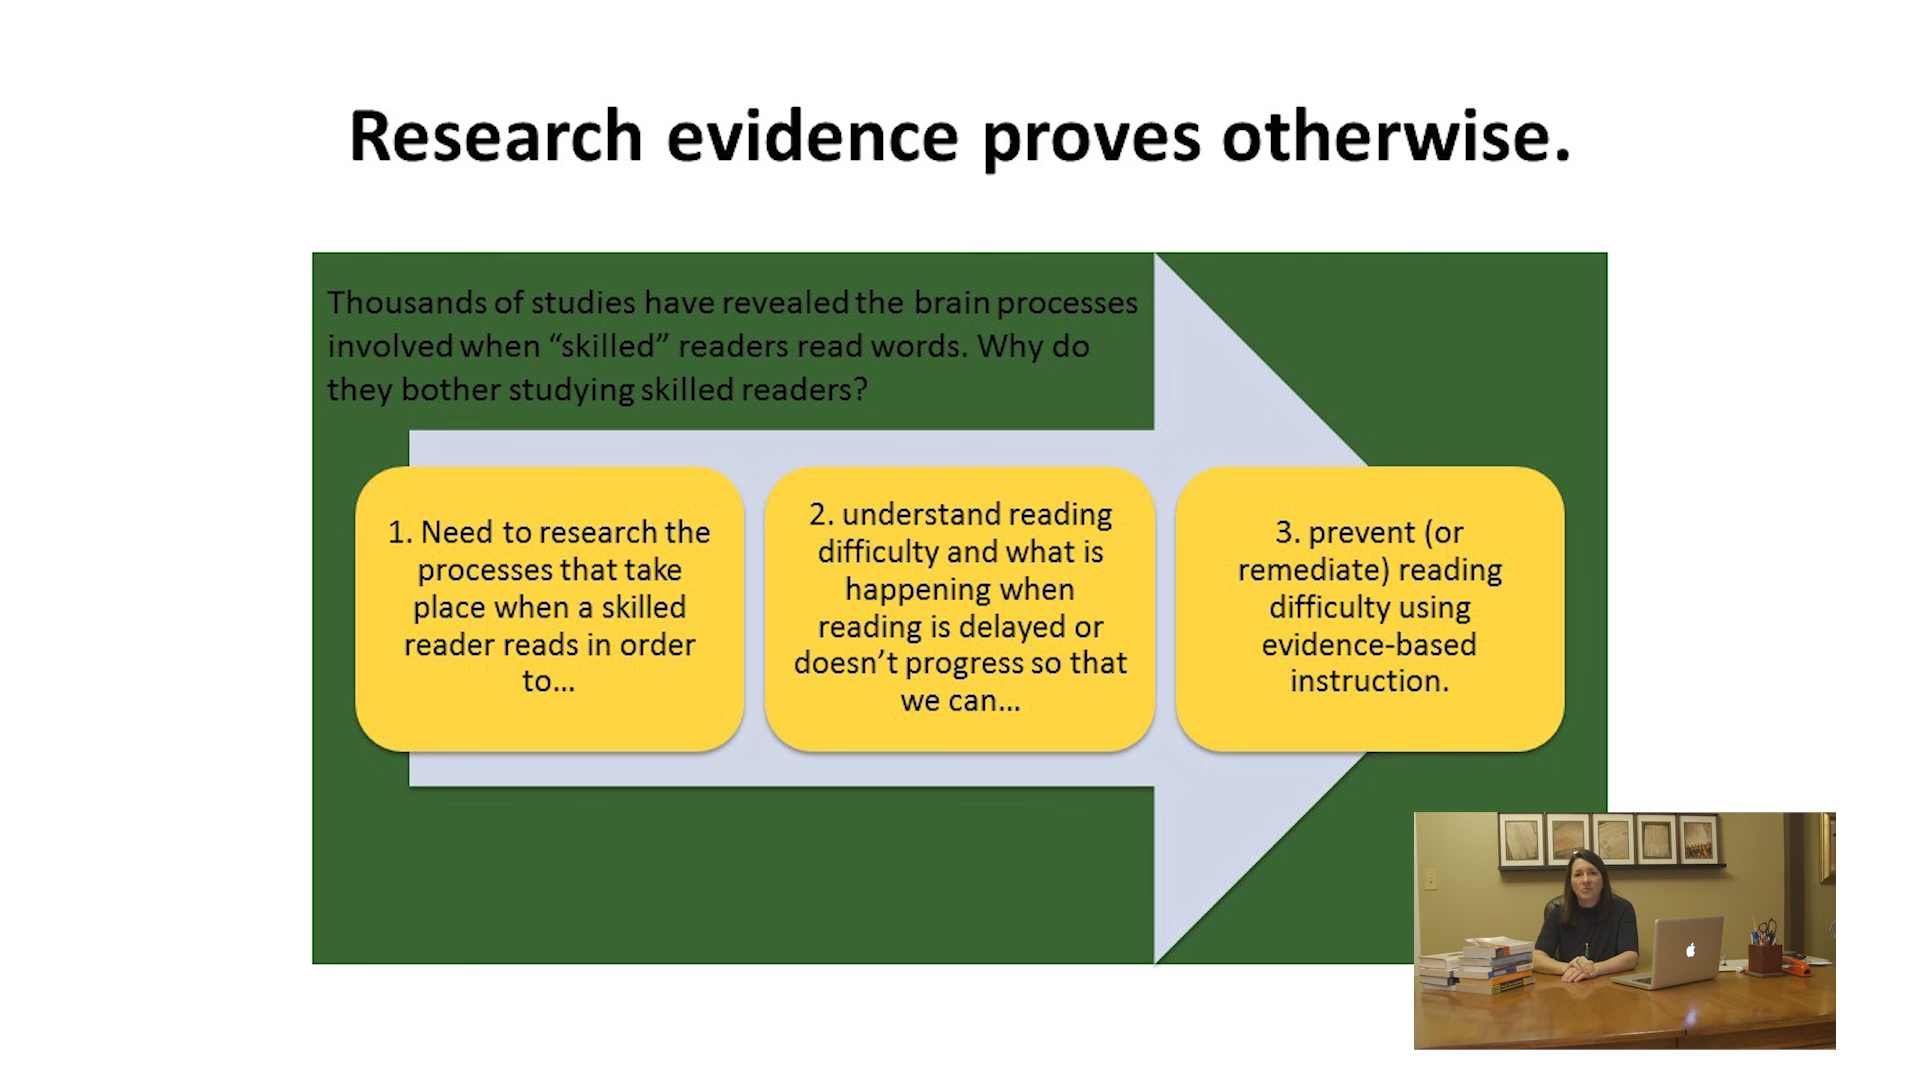 Research evidence proves otherwise.
Thousands of studies have revealed the brain processes
involved when “skilled” readers read words. Why do
they bother studying skilled readers?
1. Need to research the
processes that take
place when a skilled
reader reads in order
to...
2. understand reading
difficulty and what is
happening when
reading is delayed or
doesn’t progress so that
we can...
3. prevent (or
remediate) reading
difficulty using
evidence-based
instruction.